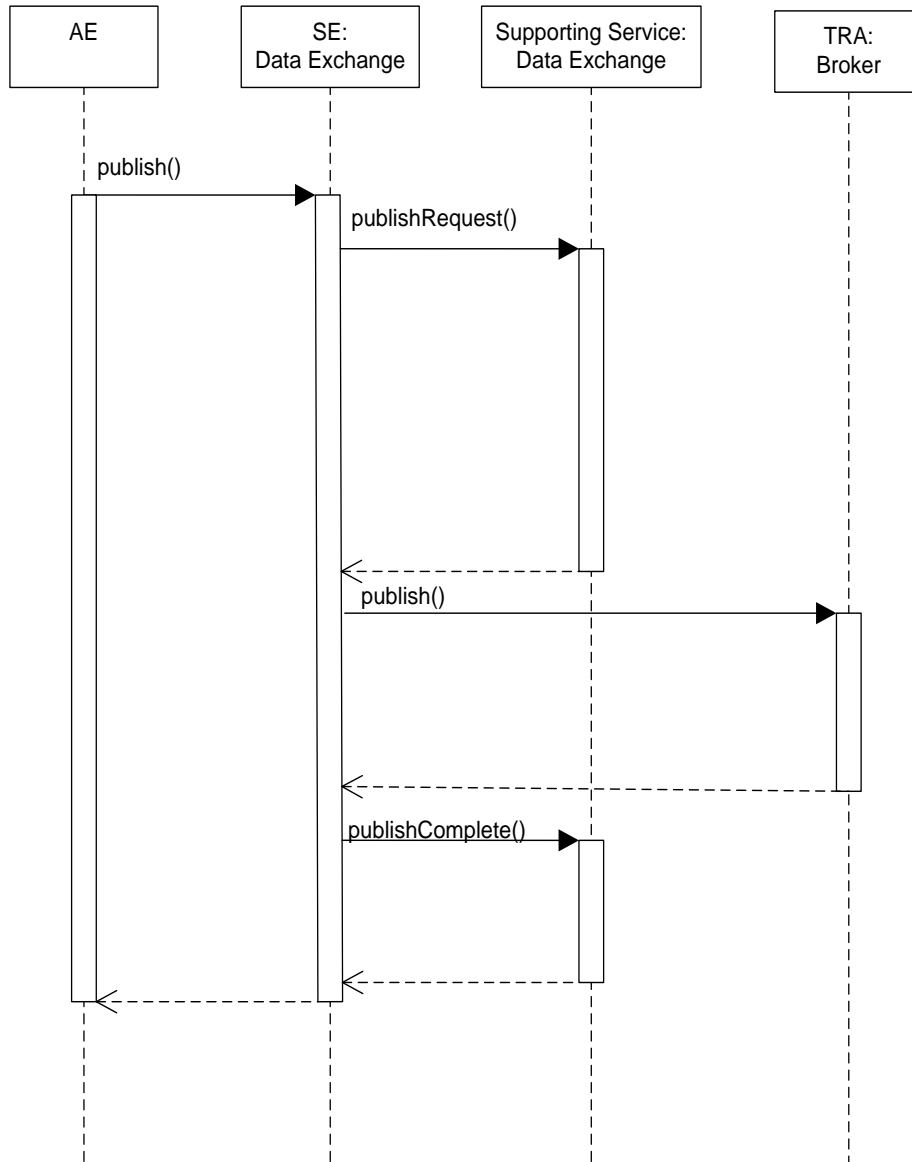 AE
SE:
Data Exchange
Supporting Service:
Data Exchange
TRA:
Broker
publish()
publishRequest()
publish()
publishComplete()